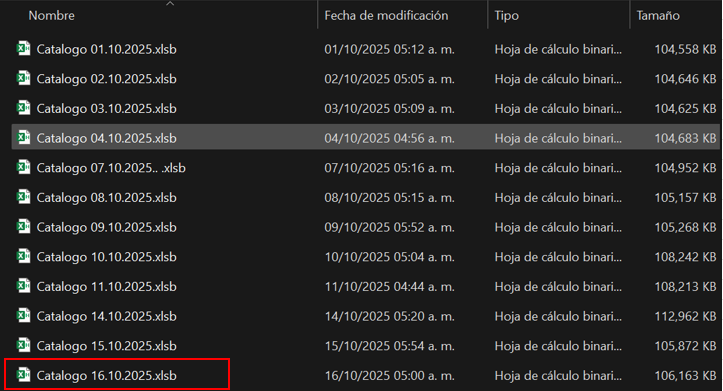 Nombre Fecha de modificación Tipo Tamaño
Catalogo 01.10.2025.xlsb 01/10/2025 05:12 a. m. Hoja de cálculo binari... 104,558 KB
Catalogo 02.10.2025.xlsb 02/10/2025 05:05 a. m. Hoja de cálculo binari... 104,646 KB
Catalogo 03.10.2025.xlsb 03/10/2025 05:09 a. m. Hoja de cálculo binari... 104,625 KB
Catalogo 04.10.2025.xlsb 04/10/2025 04:56 a. m. Hoja de cálculo binari... 104,683 KB
Catalogo 07.10.2025.. .xlsb 07/10/2025 05:16 a. m. Hoja de cálculo binari... 104,952 KB
Catalogo 08.10.2025.xlsb 08/10/2025 05:15 a. m. Hoja de cálculo binari... 105,157 KB
Catalogo 09.10.2025.xlsb 09/10/2025 05:52 a. m. Hoja de cálculo binari... 105,268 KB
Catalogo 10.10.2025.xlsb 10/10/2025 05:04 a. m. Hoja de cálculo binari... 108,242 KB
Catalogo 11.10.2025.xlsb 11/10/2025 04:44 a. m. Hoja de cálculo binari... 108,213 KB
Catalogo 14.10.2025.xlsb 14/10/2025 05:20 a. m. Hoja de cálculo binari... 112,962 KB
Catalogo 15.10.2025.xlsb 15/10/2025 05:54 a. m. Hoja de cálculo binari... 105,872 KB
Catalogo 16.10.2025.xlsb 16/10/2025 05:00 a. m. Hoja de cálculo binari... 106,163 KB